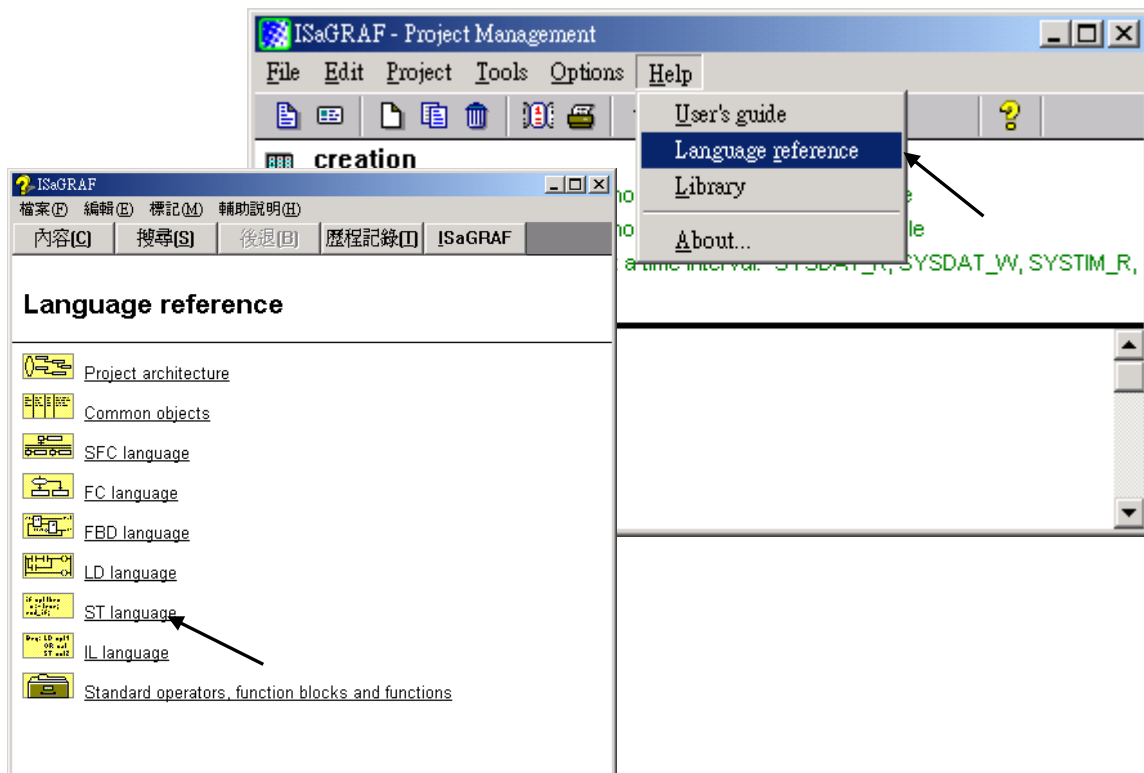 ISaGRAF - Project Management
File Edit Project Tools Options Help
User's guide
Language reference
Library
About...
creation
SYSDAT_R, SYSDAT_W, SYSTIM_R,
ISaGRAF
檔案(F) 編輯(E) 標記(M) 輔助說明(H)
內容(C) 搜尋(S) 後退(B) 歷程記錄(T) ISaGRAF
Language reference
Project architecture
Common objects
SFC language
FC language
FBD language
LD language
ST language
IL language
Standard operators, function blocks and functions